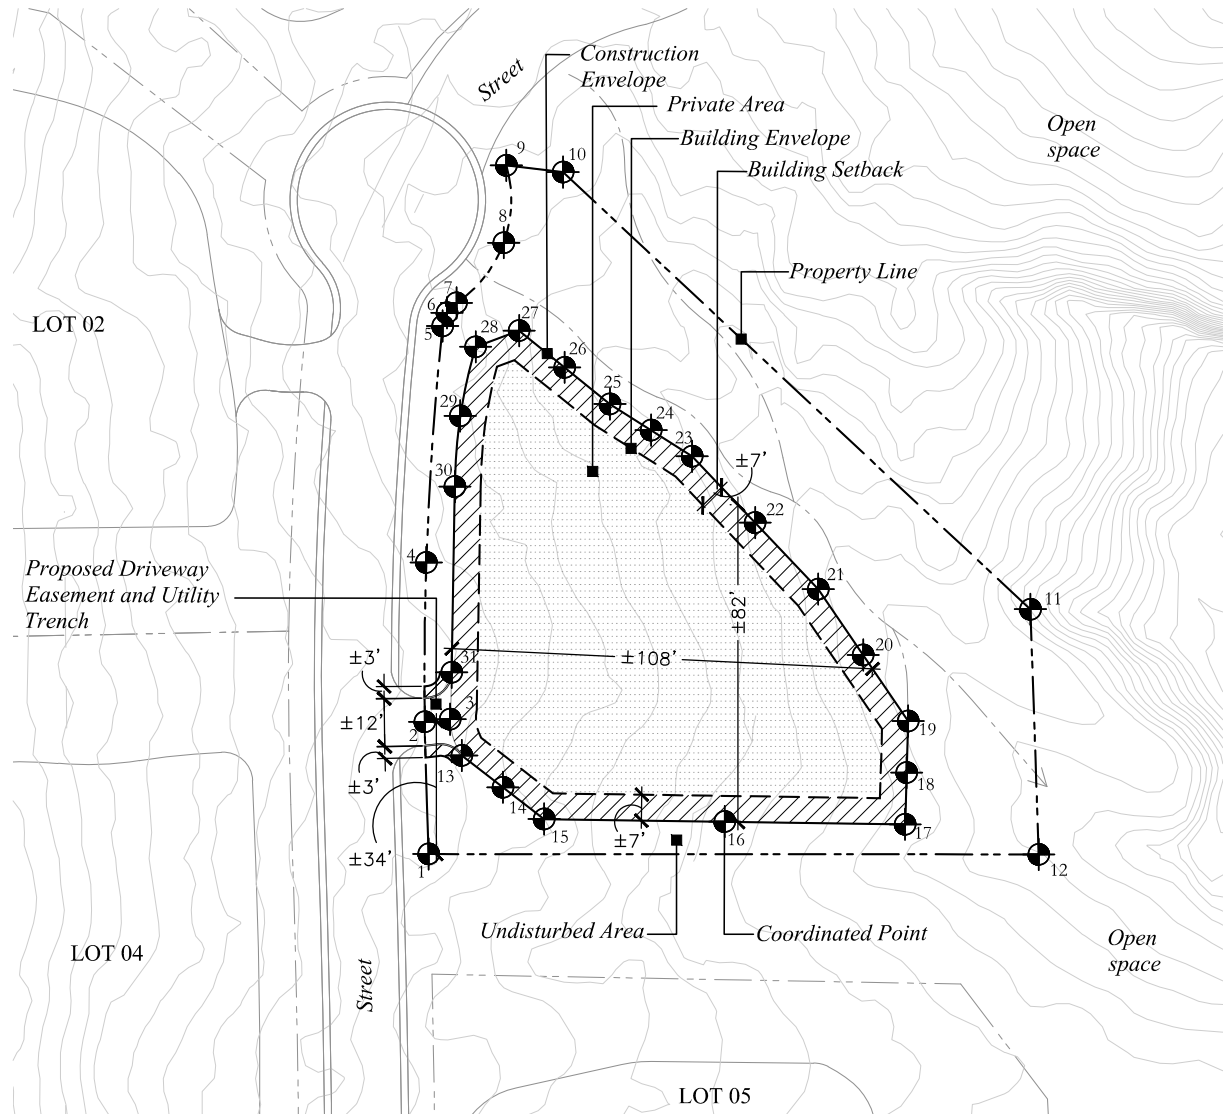 Street
Construction
Envelope
Private Area
Building Envelope
Building Setback
Open
space
Property Line
9
10
8
7
6
5
LOT 02
28
27
26
25
24
23
±7'
29
30
22
4
21
Proposed Driveway
Easement and Utility
Trench
±82'
11
20
±3'
31
±108'
±12'
2
3
19
13
18
±3'
14
15
±7'
16
17
±34'
1
12
Undisturbed Area
Coordinated Point
Open
space
LOT 04
Street
LOT 05